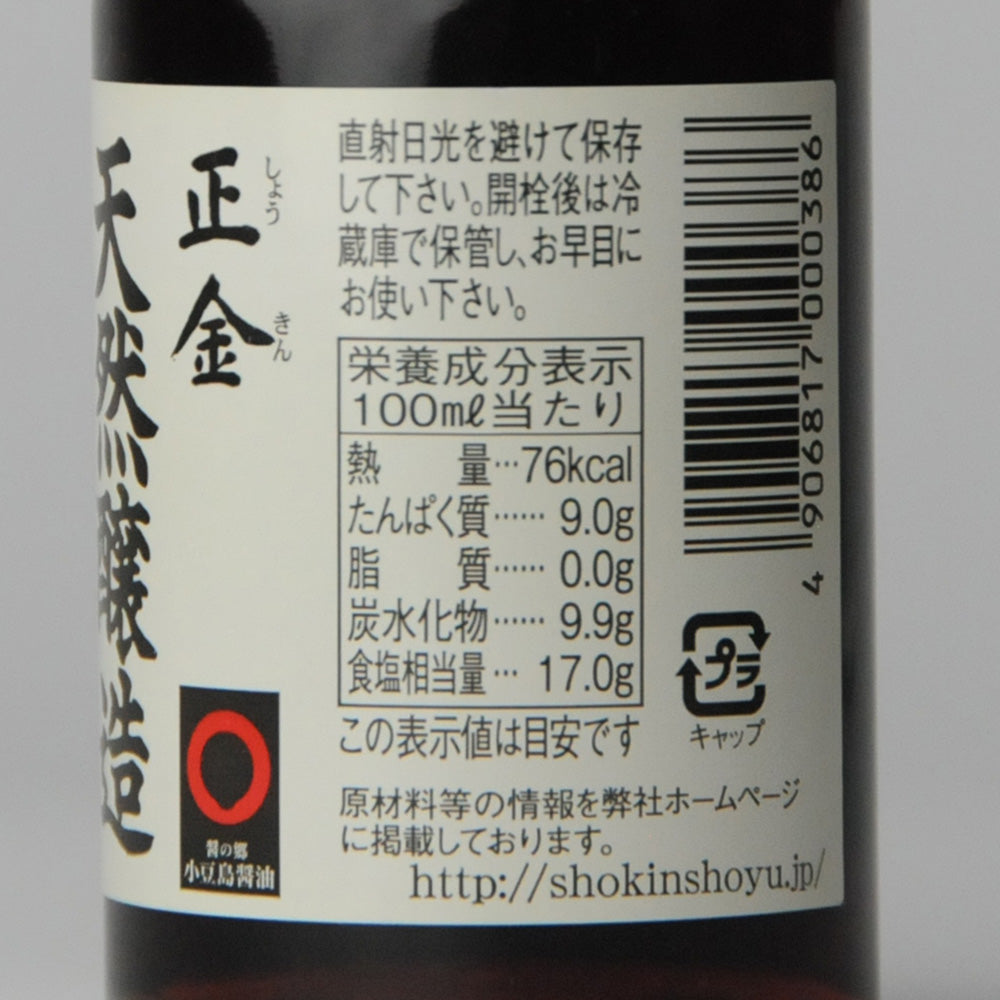 天然醸造
正金
しょう
きん
醤の郷
小豆島醤油
直射日光を避けて保存
して下さい。開栓後は冷
蔵庫で保管し、お早目に
お使い下さい。
栄養成分表示
100mℓ当たり
熱 量…76kcal
たんぱく質…… 9.0g
脂 質…… 0.0g
炭水化物…… 9.9g
食塩相当量… 17.0g
この表示値は目安です
原材料等の情報を弊社ホームページ
に掲載しております。
http://shokinshoyu.jp/
4 906817 000386
プラ
キャップ